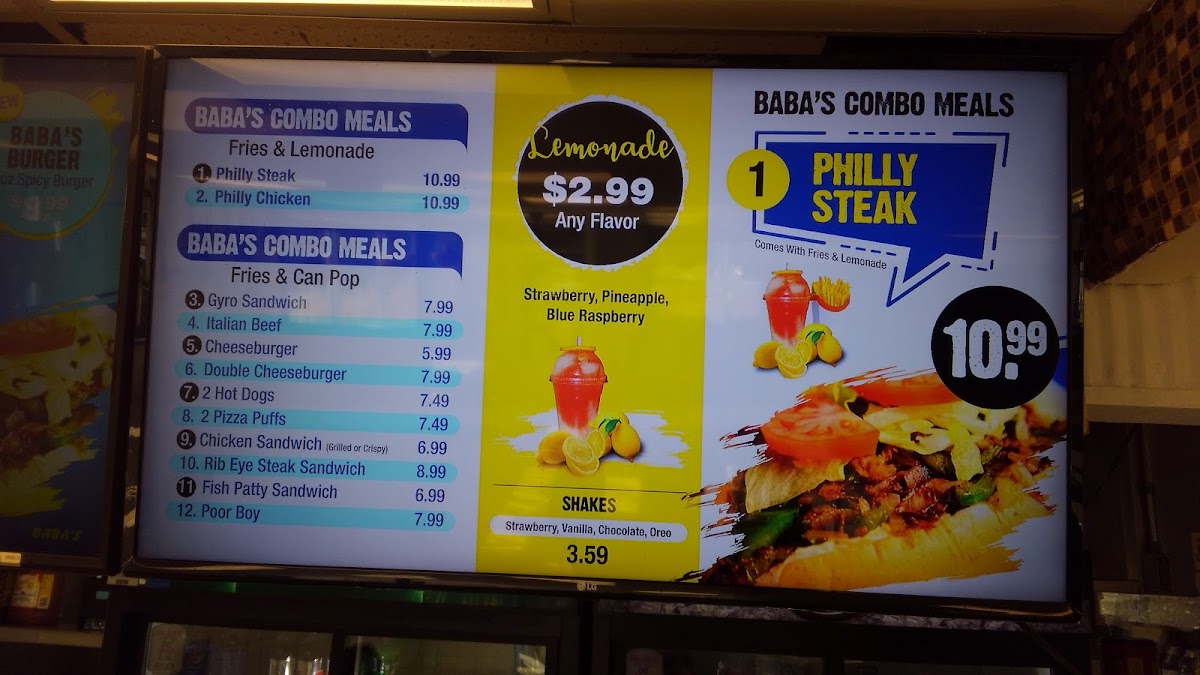 BABA'S
BURGER
oz Spicy Burger
BABA'S
BABA'S COMBO MEALS
Fries & Lemonade
1. Philly Steak 10.99
2. Philly Chicken 10.99
BABA'S COMBO MEALS
Fries & Can Pop
3. Gyro Sandwich 7.99
4. Italian Beef 7.99
5. Cheeseburger 5.99
6. Double Cheeseburger 7.99
7. 2 Hot Dogs 7.49
8. 2 Pizza Puffs 7.49
9. Chicken Sandwich (Grilled or Crispy) 6.99
10. Rib Eye Steak Sandwich 8.99
11 Fish Patty Sandwich 6.99
12. Poor Boy 7.99
Lemonade
$2.99
Any Flavor
Strawberry, Pineapple,
Blue Raspberry
SHAKES
Strawberry, Vanilla, Chocolate, Oreo
3.59
BABA'S COMBO MEALS
1
PHILLY
STEAK
Comes With Fries & Lemonade
10.99